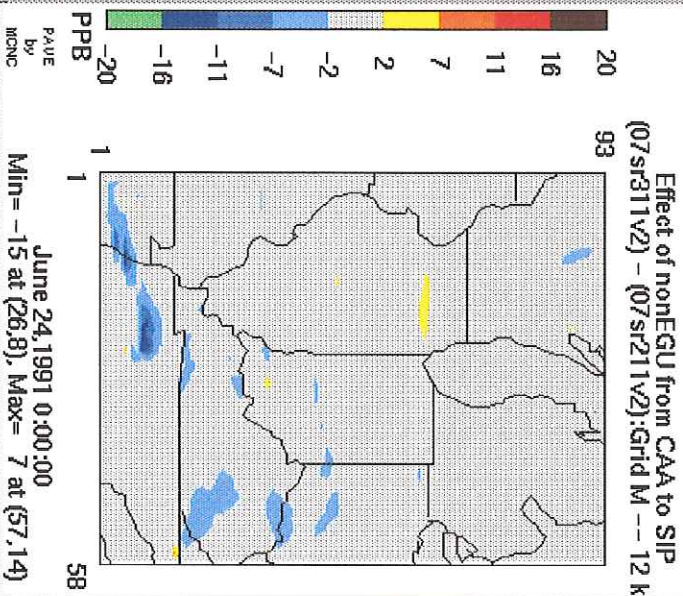 Effect of nonEGU from CAA to SIP
(07sr311v2) - (07sr211v2):Grid M -- 12 k
20
16
11
7
2
-2
-7
-11
-16
-20
PPB
93
1
1
58
PAVE
by
MCNC
June 24,1991 0:00:00
Min= -15 at (26,8), Max= 7 at (57,14)